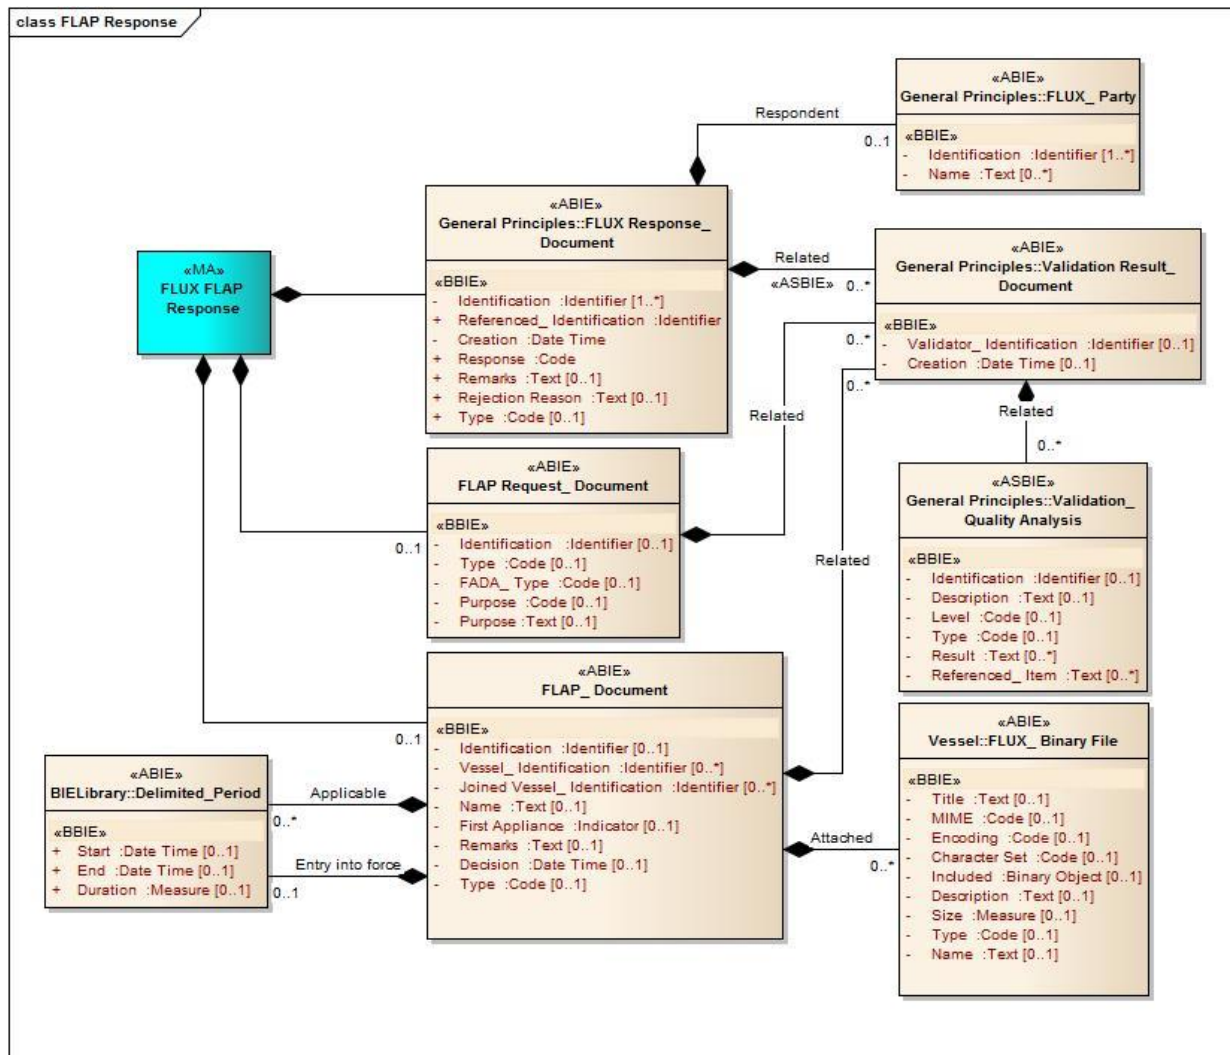 class FLAP Response
«ABIE»
General Principles::FLUX_ Party
«BBIE»
- Identification :Identifier [1..*]
- Name :Text [0..*]
Respondent
0..1
«ABIE»
General Principles::FLUX Response_
Document
«BBIE»
- Identification :Identifier [1..*]
+ Referenced_ Identification :Identifier
- Creation :Date Time
+ Response :Code
+ Remarks :Text [0..1]
+ Rejection Reason :Text [0..1]
+ Type :Code [0..1]
«MA»
FLUX FLAP
Response
Related
«ASBIE» 0..*
«ABIE»
General Principles::Validation Result_
Document
«BBIE»
- Validator_ Identification :Identifier [0..1]
- Creation :Date Time [0..1]
0..*
0..*
Related
Related
0..*
«ABIE»
FLAP Request_ Document
«BBIE»
- Identification :Identifier [0..1]
- Type :Code [0..1]
- FADA_ Type :Code [0..1]
- Purpose :Code [0..1]
- Purpose :Text [0..1]
0..1
Related
«ASBIE»
General Principles::Validation_
Quality Analysis
«BBIE»
- Identification :Identifier [0..1]
- Description :Text [0..1]
- Level :Code [0..1]
- Type :Code [0..1]
- Result :Text [0..*]
- Referenced_ Item :Text [0..*]
«ABIE»
FLAP_ Document
«BBIE»
- Identification :Identifier [0..1]
- Vessel_ Identification :Identifier [0..*]
- Joined Vessel_ Identification :Identifier [0..*]
- Name :Text [0..1]
- First Appliance :Indicator [0..1]
- Remarks :Text [0..1]
- Decision :Date Time [0..1]
- Type :Code [0..1]
0..1
«ABIE»
BIELibrary::Delimited_Period
«BBIE»
+ Start :Date Time [0..1]
+ End :Date Time [0..1]
+ Duration :Measure [0..1]
Applicable
0..*
Entry into force
0..1
Attached
0..*
«ABIE»
Vessel::FLUX_ Binary File
«BBIE»
- Title :Text [0..1]
- MIME :Code [0..1]
- Encoding :Code [0..1]
- Character Set :Code [0..1]
- Included :Binary Object [0..1]
- Description :Text [0..1]
- Size :Measure [0..1]
- Type :Code [0..1]
- Name :Text [0..1]